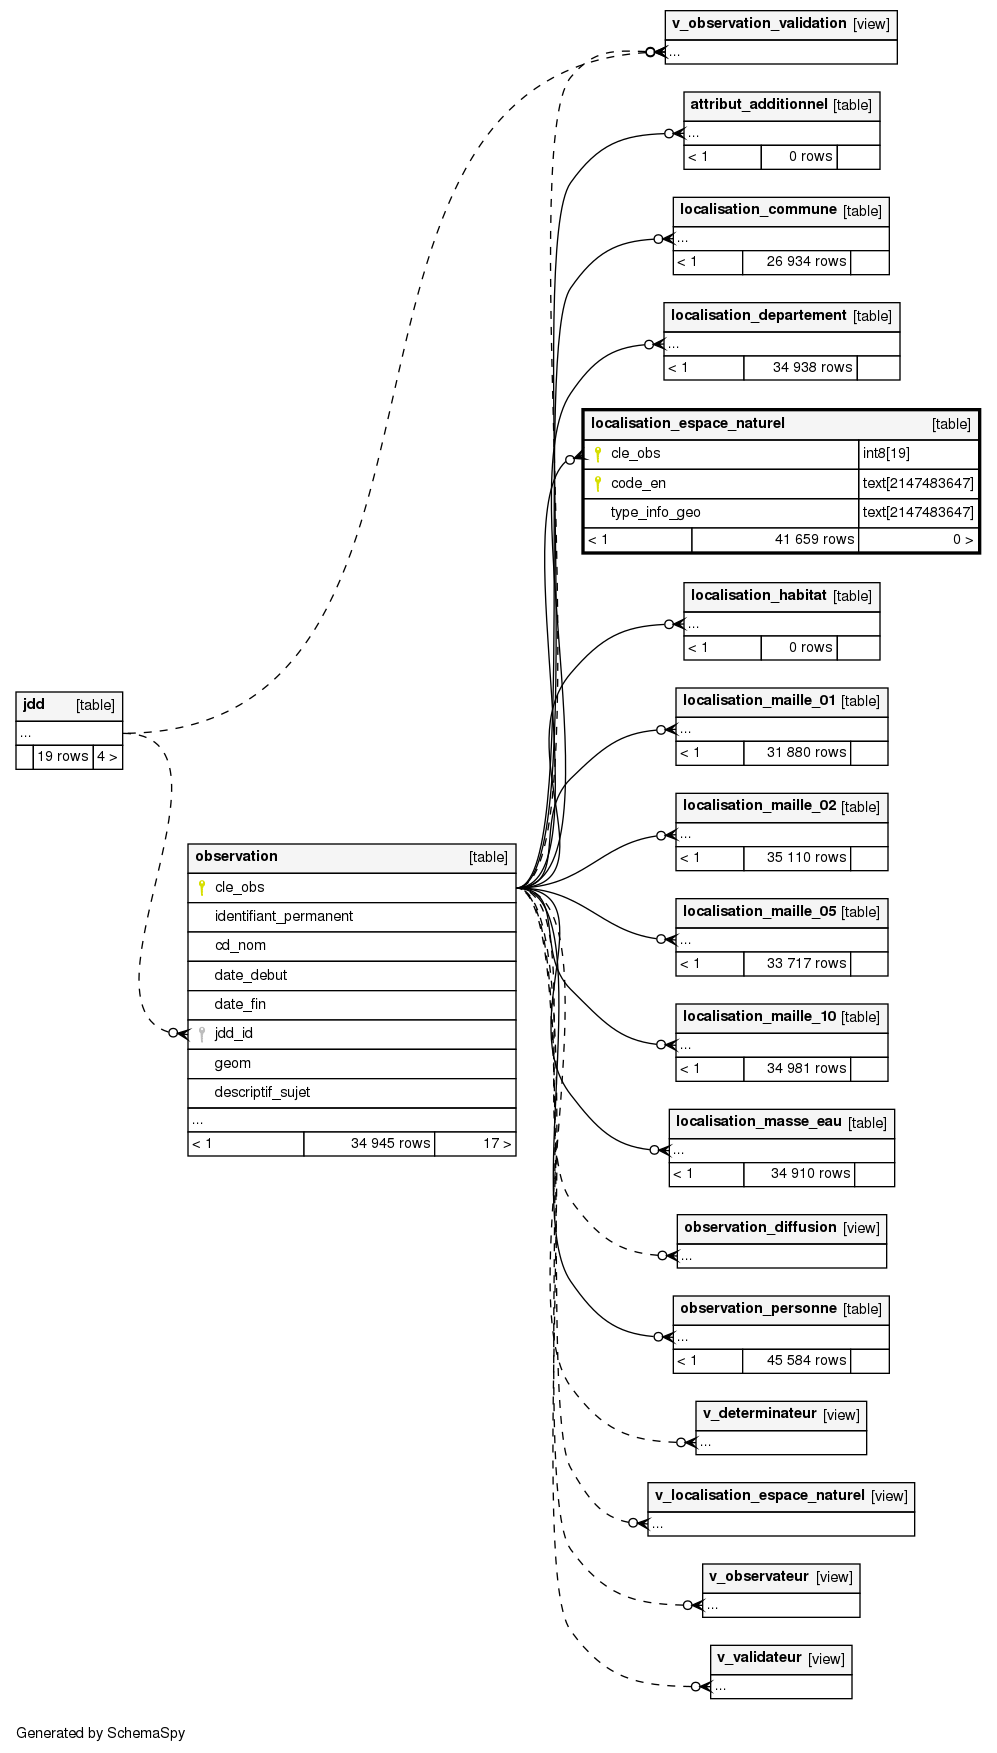 v_observation_validation [view]
...
attribut_additionnel [table]
...
< 1 0 rows
localisation_commune [table]
...
< 1 26 934 rows
localisation_departement [table]
...
< 1 34 938 rows
localisation_espace_naturel [table]
cle_obs int8[19]
code_en text[2147483647]
type_info_geo text[2147483647]
< 1 41 659 rows 0 >
localisation_habitat [table]
...
< 1 0 rows
localisation_maille_01 [table]
...
< 1 31 880 rows
jdd [table]
...
19 rows 4 >
localisation_maille_02 [table]
...
< 1 35 110 rows
observation [table]
cle_obs
identifiant_permanent
cd_nom
date_debut
date_fin
jdd_id
geom
descriptif_sujet
...
< 1 34 945 rows 17 >
localisation_maille_05 [table]
...
< 1 33 717 rows
localisation_maille_10 [table]
...
< 1 34 981 rows
localisation_masse_eau [table]
...
< 1 34 910 rows
observation_diffusion [view]
...
observation_personne [table]
...
< 1 45 584 rows
v_determinateur [view]
...
v_localisation_espace_naturel [view]
...
v_observateur [view]
...
v_validateur [view]
...
Generated by SchemaSpy